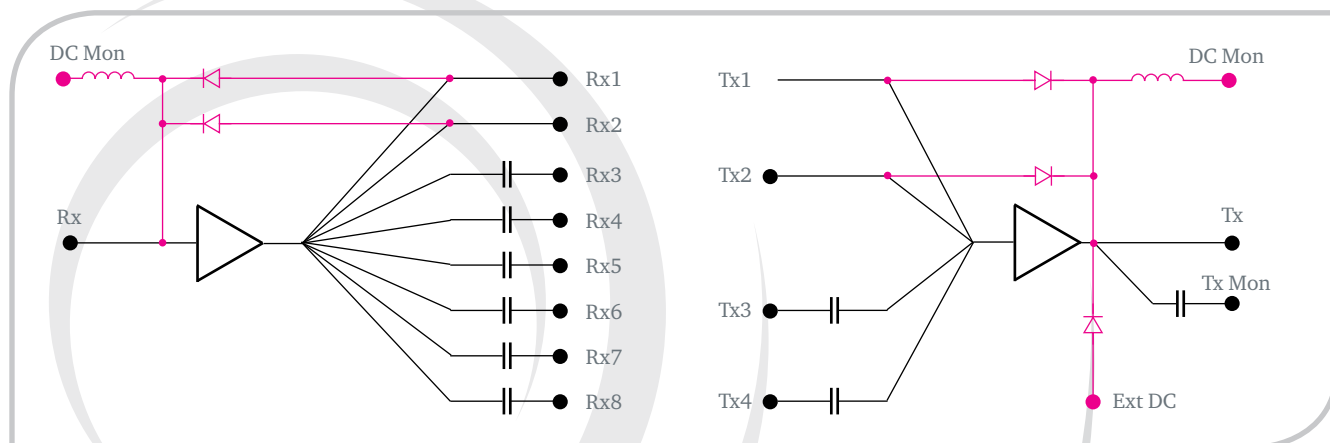 DC Mon
Rx1
Rx2
Rx3
Rx
Rx4
Rx5
Rx6
Rx7
Rx8
DC Mon
Tx1
Tx2
Tx
Tx Mon
Tx3
Tx4
Ext DC